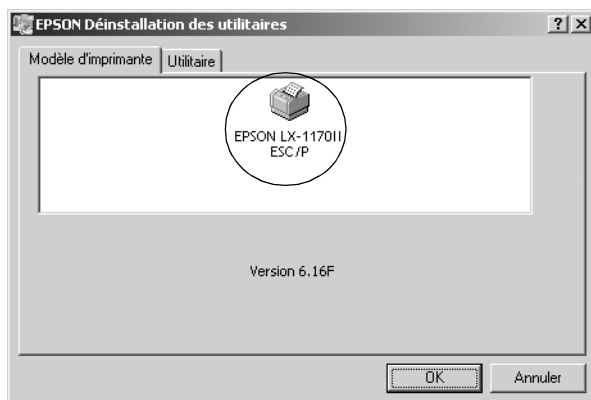 EPSON Déinstallation des utilitaires
? ×
Modèle d'imprimante Utilitaire
EPSON LX-1170II
ESC/P
Version 6.16F
OK Annuler